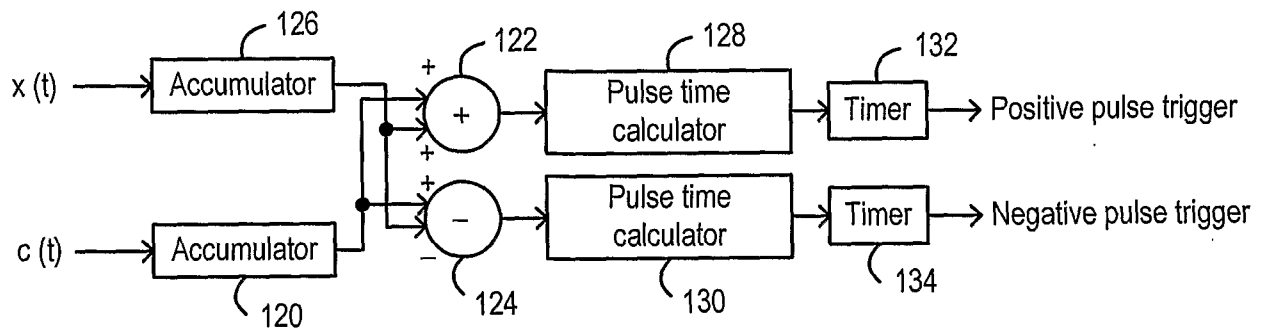 126
122
128
132
x (t)
Accumulator
+
+
+
Pulse time
calculator
Timer
Positive pulse trigger
c (t)
Accumulator
+
−
−
Pulse time
calculator
Timer
Negative pulse trigger
120
124
130
134